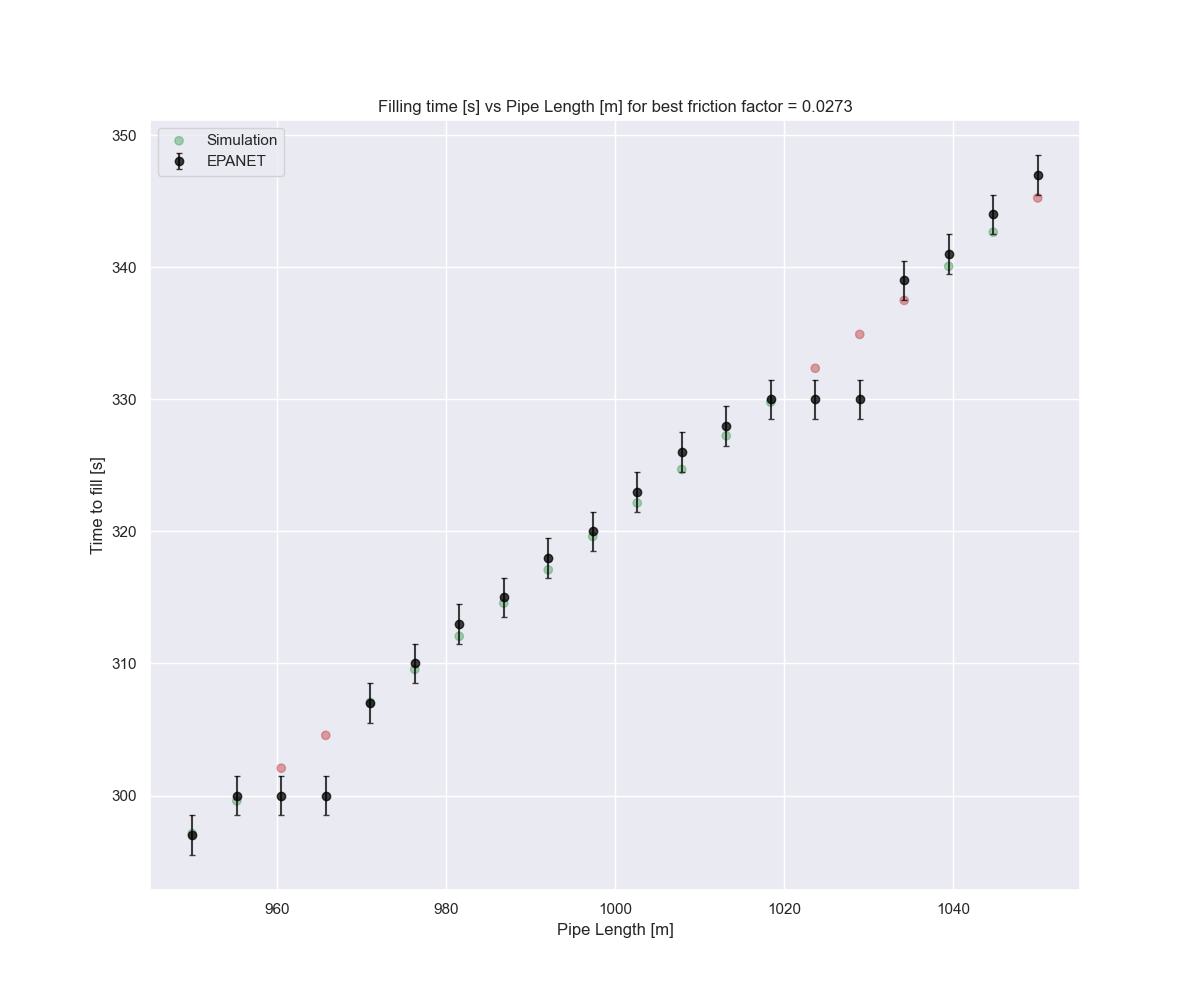 Filling time [s] vs Pipe Length [m] for best friction factor = 0.0273
Simulation
EPANET
350
340
330
320
310
300
Time to fill [s]
960 980 1000 1020 1040
Pipe Length [m]